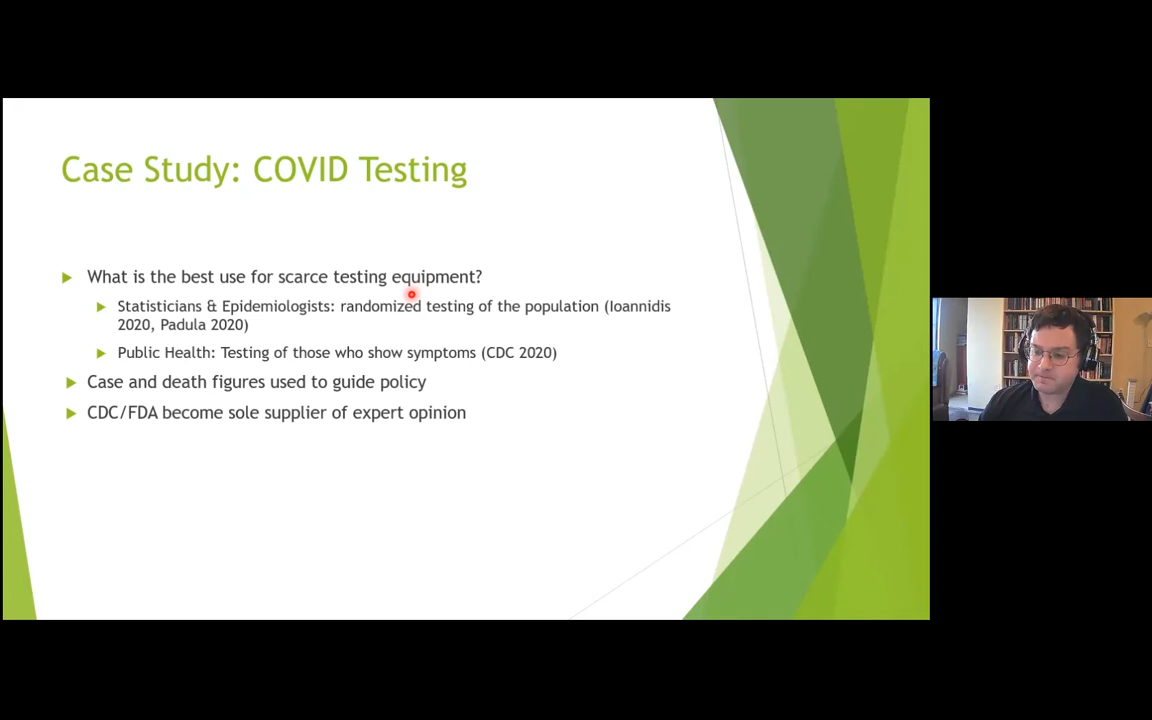 Case Study: COVID Testing
What is the best use for scarce testing equipment?
Statisticians & Epidemiologists: randomized testing of the population (Ioannidis
2020, Padula 2020)
Public Health: Testing of those who show symptoms (CDC 2020)
Case and death figures used to guide policy
CDC/FDA become sole supplier of expert opinion